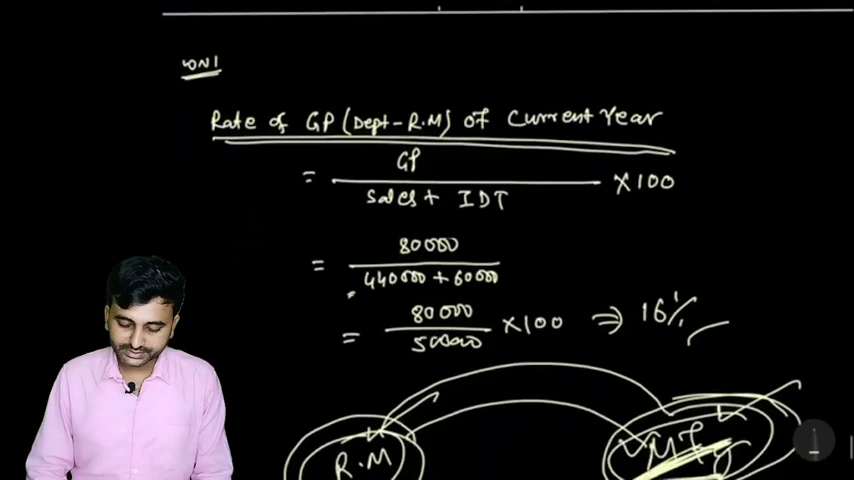 WN1
Rate of GP (Dept-R.M) of Current Year
= GP / Sales + IDT ×100
= 80000 / 440000 + 60000
= 80000 / 500000 ×100 ⇒ 16%
R.M Mfg